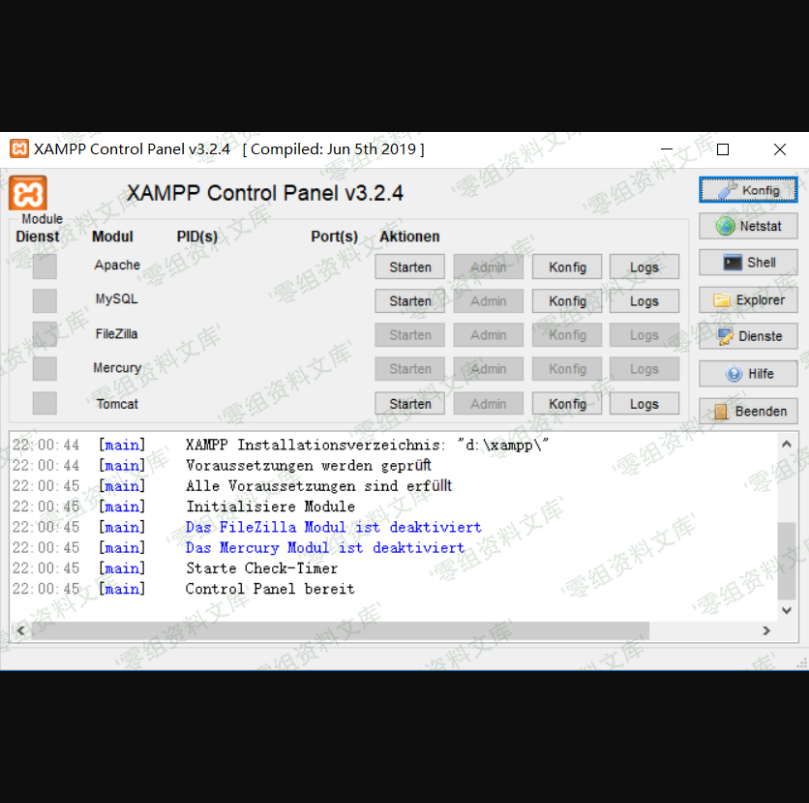 XAMPP Control Panel v3.2.4 [ Compiled: Jun 5th 2019 ]
XAMPP Control Panel v3.2.4
Konfig
Module
Dienst Modul PID(s) Port(s) Aktionen
Netstat
Apache Starten Admin Konfig Logs
Shell
MySQL Starten Admin Konfig Logs
Explorer
FileZilla Starten Admin Konfig Logs
Dienste
Mercury Starten Admin Konfig Logs
Hilfe
Tomcat Starten Admin Konfig Logs
Beenden
22:00:44 [main] XAMPP Installationsverzeichnis: "d:\xampp\"
22:00:44 [main] Voraussetzungen werden geprüft
22:00:45 [main] Alle Voraussetzungen sind erfüllt
22:00:45 [main] Initialisiere Module
22:00:45 [main] Das FileZilla Modul ist deaktiviert
22:00:45 [main] Das Mercury Modul ist deaktiviert
22:00:45 [main] Starte Check-Timer
22:00:45 [main] Control Panel bereit
'零组资料文库'